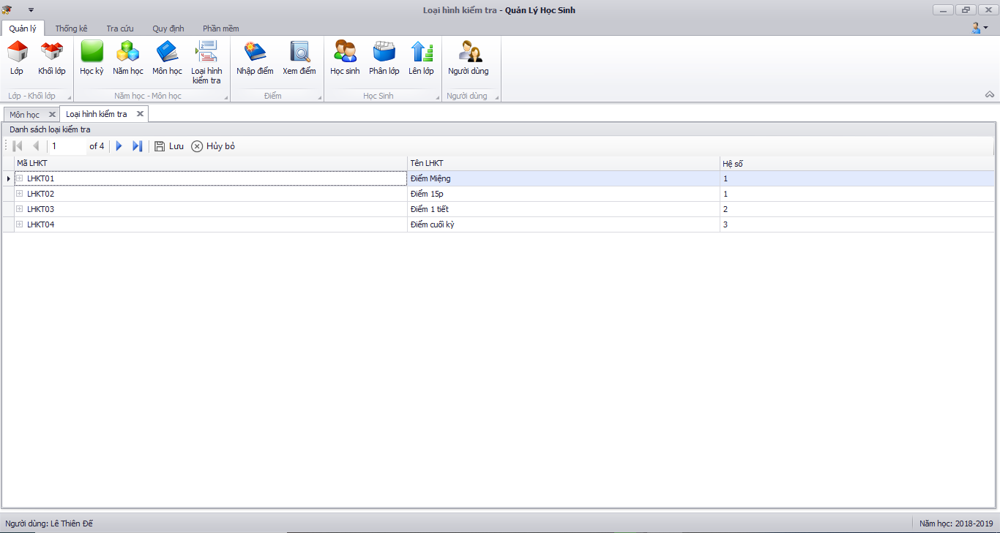 Loại hình kiểm tra - Quản Lý Học Sinh
Quản lý Thống kê Tra cứu Quy định Phần mềm
Lớp Khối lớp Học kỳ Năm học Môn học Loại hình kiểm tra Nhập điểm Xem điểm Học sinh Phân lớp Lên lớp Người dùng
Lớp - Khối lớp Năm học - Môn học Điểm Học Sinh Người dùng
Môn học Loại hình kiểm tra
Danh sách loại kiểm tra
1 of 4 Lưu Hủy bỏ
Mã LHKT Tên LHKT Hệ số
LHKT01 Điểm Miệng 1
LHKT02 Điểm 15p 1
LHKT03 Điểm 1 tiết 2
LHKT04 Điểm cuối kỳ 3
Người dùng: Lê Thiên Đế Năm học: 2018-2019